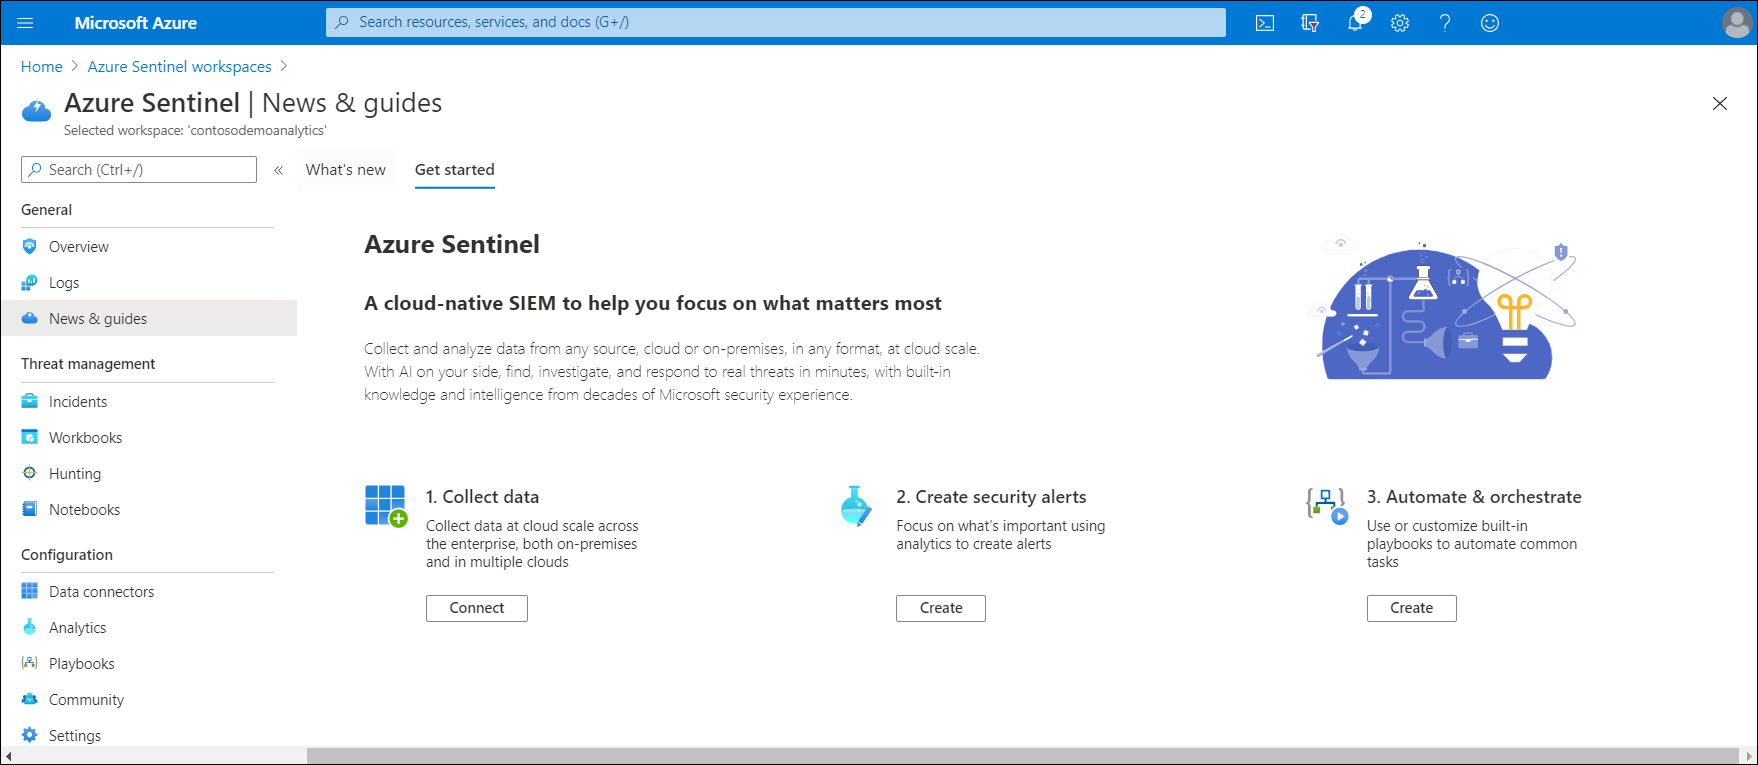 Microsoft Azure
Search resources, services, and docs (G+/)
2
Home > Azure Sentinel workspaces >
Azure Sentinel | News & guides
Selected workspace: 'contosodemoanalytics'
Search (Ctrl+/)
«
What's new
Get started
General
Overview
Logs
News & guides
Threat management
Incidents
Workbooks
Hunting
Notebooks
Configuration
Data connectors
Analytics
Playbooks
Community
Settings
Azure Sentinel
A cloud-native SIEM to help you focus on what matters most
Collect and analyze data from any source, cloud or on-premises, in any format, at cloud scale.
With AI on your side, find, investigate, and respond to real threats in minutes, with built-in
knowledge and intelligence from decades of Microsoft security experience.
1. Collect data
Collect data at cloud scale across
the enterprise, both on-premises
and in multiple clouds
Connect
2. Create security alerts
Focus on what's important using
analytics to create alerts
Create
3. Automate & orchestrate
Use or customize built-in
playbooks to automate common
tasks
Create